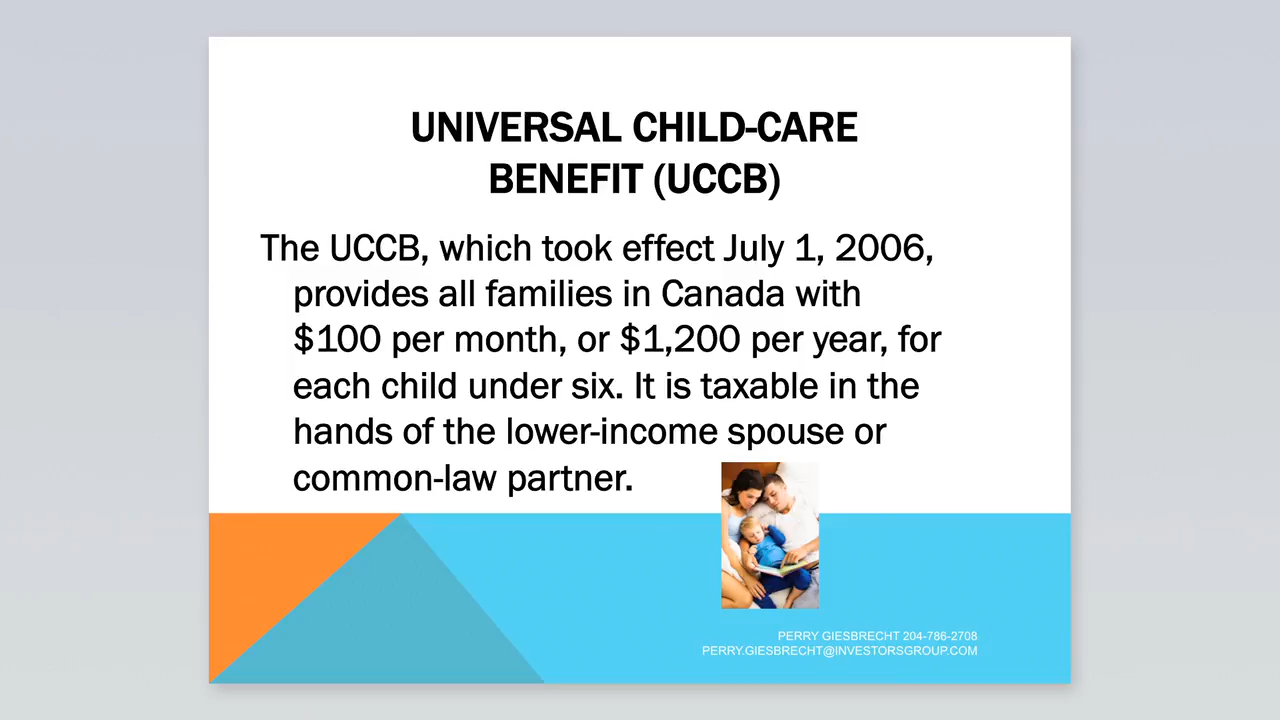 UNIVERSAL CHILD-CARE
BENEFIT (UCCB)
The UCCB, which took effect July 1, 2006,
provides all families in Canada with
$100 per month, or $1,200 per year, for
each child under six. It is taxable in the
hands of the lower-income spouse or
common-law partner.
PERRY GIESBRECHT 204-786-2708
PERRY.GIESBRECHT@INVESTORSGROUP.COM